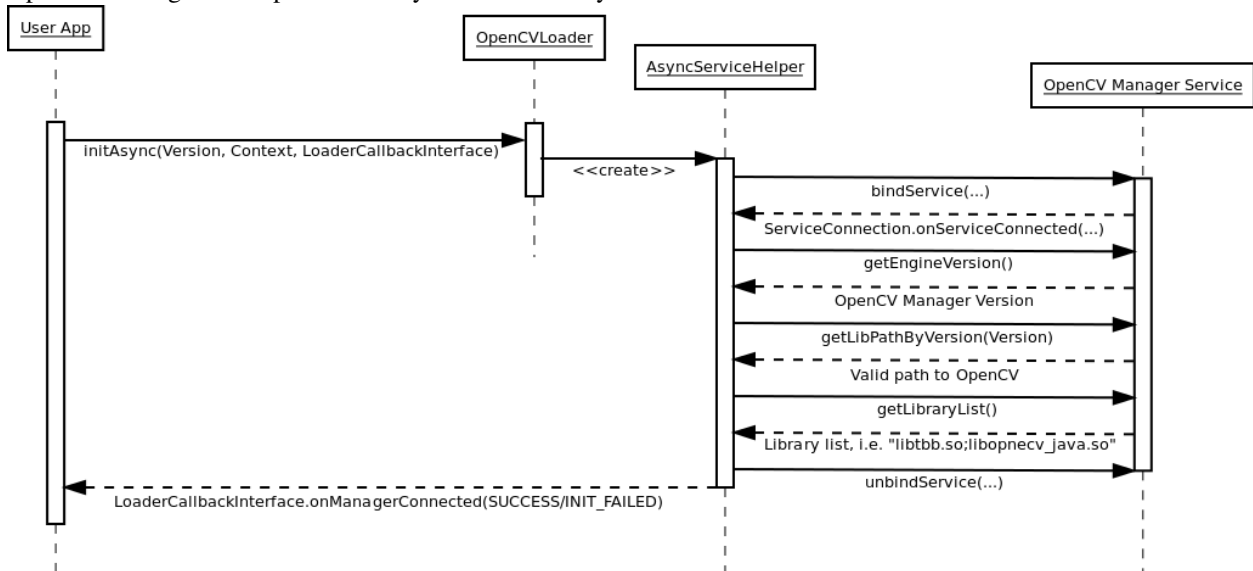 User App
OpenCVLoader
AsyncServiceHelper
OpenCV Manager Service
initAsync(Version, Context, LoaderCallbackInterface)
<<create>>
bindService(...)
ServiceConnection.onServiceConnected(...)
getEngineVersion()
OpenCV Manager Version
getLibPathByVersion(Version)
Valid path to OpenCV
getLibraryList()
Library list, i.e. "libtbb.so;libopnecv_java.so"
unbindService(...)
LoaderCallbackInterface.onManagerConnected(SUCCESS/INIT_FAILED)